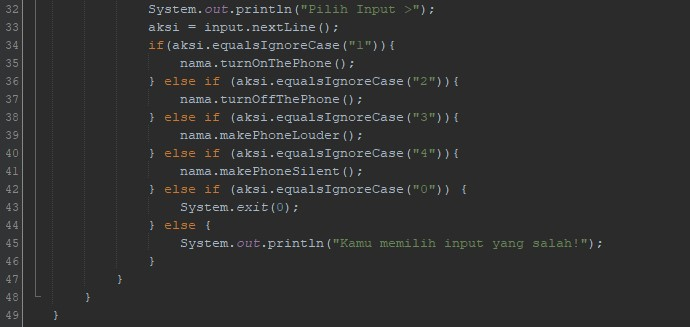 32 System.out.println("Pilih Input >");
33 aksi = input.nextLine();
34 if(aksi.equalsIgnoreCase("1")){
35 nama.turnOnThePhone();
36 } else if (aksi.equalsIgnoreCase("2")){
37 nama.turnOffThePhone();
38 } else if (aksi.equalsIgnoreCase("3")){
39 nama.makePhoneLouder();
40 } else if (aksi.equalsIgnoreCase("4")){
41 nama.makePhoneSilent();
42 } else if (aksi.equalsIgnoreCase("0")) {
43 System.exit(0);
44 } else {
45 System.out.println("Kamu memilih input yang salah!");
46 }
47 }
48 }
49 }